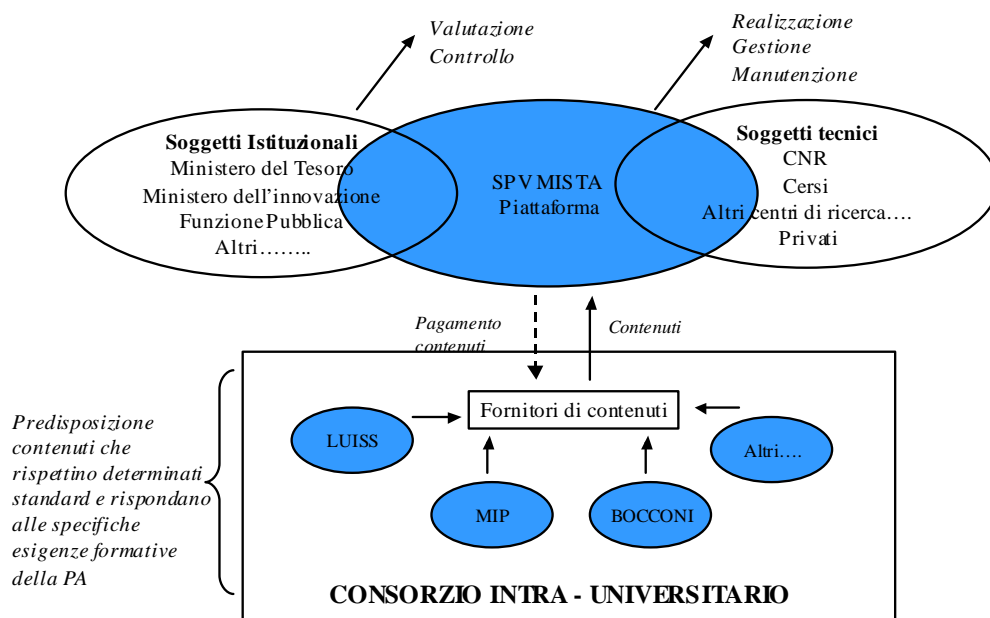 Valutazione
Controllo
Realizzazione
Gestione
Manutenzione
Soggetti Istituzionali
Ministero del Tesoro
Ministero dell'innovazione
Funzione Pubblica
Altri……..
SPV MISTA
Piattaforma
Soggetti tecnici
CNR
Cersi
Altri centri di ricerca….
Privati
Pagamento
contenuti
Contenuti
Predisposizione
contenuti che
rispettino determinati
standard e rispondano
alle specifiche
esigenze formative
della PA
Fornitori di contenuti
LUISS
Altri….
MIP
BOCCONI
CONSORZIO INTRA - UNIVERSITARIO